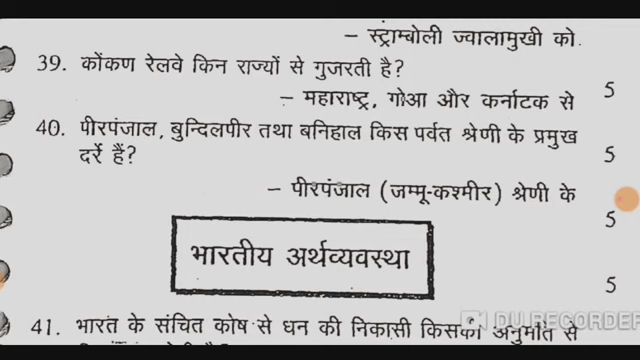 – स्ट्राम्बोली ज्वालामुखी को
39. कोंकण रेलवे किन राज्यों से गुजरती है?
– महाराष्ट्र, गोआ और कर्नाटक से
5
40. पीरपंजाल, बुन्दिलपीर तथा बनिहाल किस पर्वत श्रेणी के प्रमुख
दर्रे हैं?
5
– पीरपंजाल (जम्मू-कश्मीर) श्रेणी के
5
भारतीय अर्थव्यवस्था
5
DU RECORDER
41. भारत के संचित कोष से धन की निकासी किसकी अनुमति से